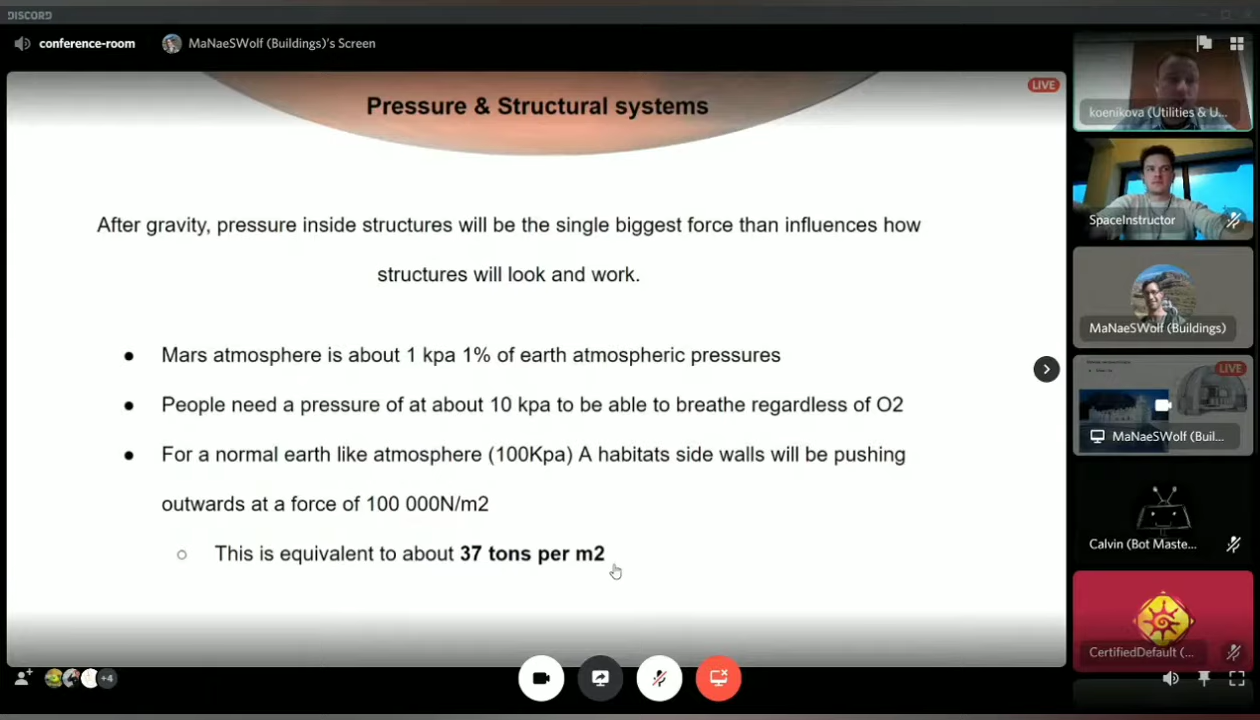 DISCORD
conference-room
MaNaeSWolf (Buildings)'s Screen
LIVE
Pressure & Structural systems
After gravity, pressure inside structures will be the single biggest force than influences how
structures will look and work.
● Mars atmosphere is about 1 kpa 1% of earth atmospheric pressures
● People need a pressure of at about 10 kpa to be able to breathe regardless of O2
● For a normal earth like atmosphere (100Kpa) A habitats side walls will be pushing
outwards at a force of 100 000N/m2
○ This is equivalent to about 37 tons per m2
koenikova (Utilities & U...
SpaceInstructor
MaNaeSWolf (Buildings)
LIVE
MaNaeSWolf (Buil...
Calvin (Bot Maste...
CertifiedDefault (...
+4